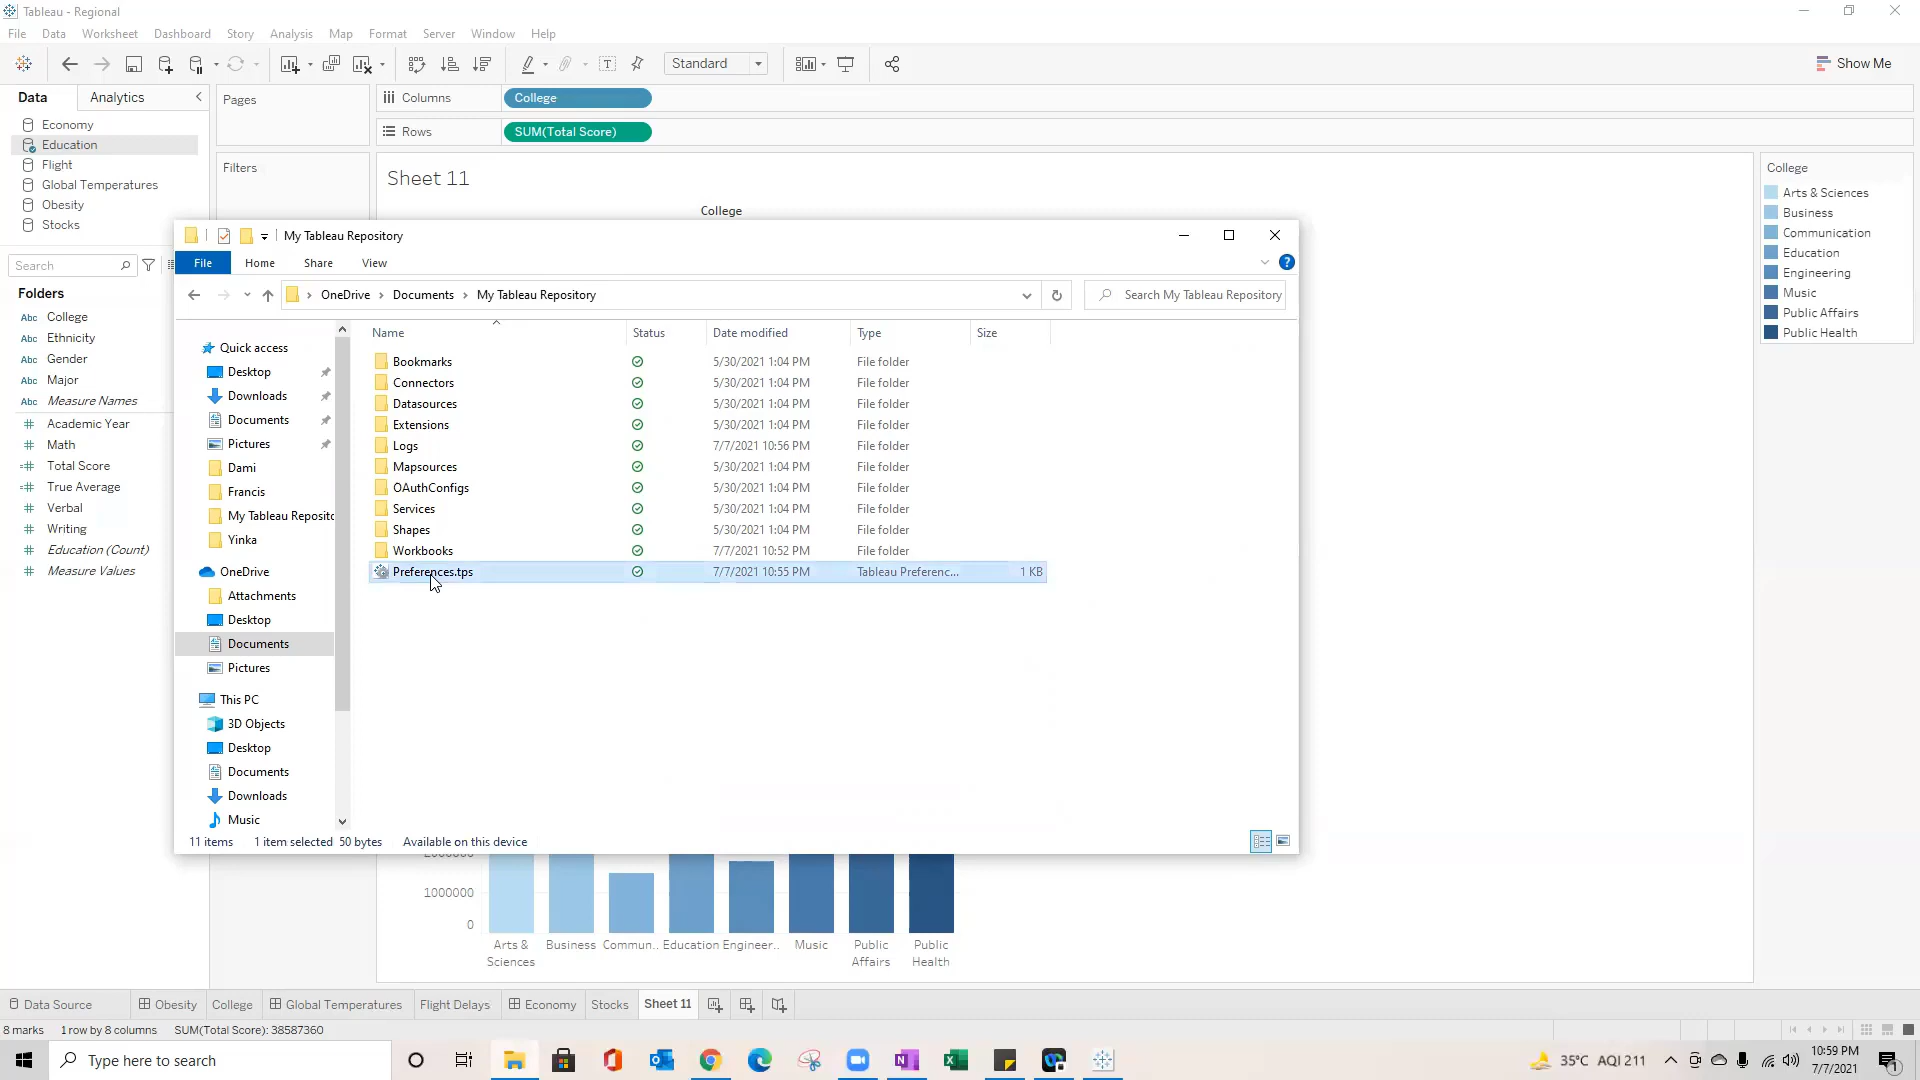 Tableau - Regional
File Data Worksheet Dashboard Story Analysis Map Format Server Window Help
Standard
Show Me
Data Analytics
Economy
Education
Flight
Global Temperatures
Obesity
Stocks
Search
Folders
Abc College
Abc Ethnicity
Abc Gender
Abc Major
Abc Measure Names
# Academic Year
# Math
=# Total Score
=# True Average
# Verbal
# Writing
# Education (Count)
# Measure Values
Pages
Filters
Columns College
Rows SUM(Total Score)
Sheet 11
College
College
Arts & Sciences
Business
Communication
Education
Engineering
Music
Public Affairs
Public Health
My Tableau Repository
File Home Share View
OneDrive > Documents > My Tableau Repository
Search My Tableau Repository
Quick access
Desktop
Downloads
Documents
Pictures
Dami
Francis
My Tableau Reposito
Yinka
OneDrive
Attachments
Desktop
Documents
Pictures
This PC
3D Objects
Desktop
Documents
Downloads
Music
Name Status Date modified Type Size
Bookmarks 5/30/2021 1:04 PM File folder
Connectors 5/30/2021 1:04 PM File folder
Datasources 5/30/2021 1:04 PM File folder
Extensions 5/30/2021 1:04 PM File folder
Logs 7/7/2021 10:56 PM File folder
Mapsources 5/30/2021 1:04 PM File folder
OAuthConfigs 5/30/2021 1:04 PM File folder
Services 5/30/2021 1:04 PM File folder
Shapes 5/30/2021 1:04 PM File folder
Workbooks 7/7/2021 10:52 PM File folder
Preferences.tps 7/7/2021 10:55 PM Tableau Preferenc... 1 KB
11 items 1 item selected 50 bytes Available on this device
1000000
0
Arts & Sciences
Business
Commun..
Education
Engineer..
Music
Public Affairs
Public Health
Data Source Obesity College Global Temperatures Flight Delays Economy Stocks Sheet 11
8 marks 1 row by 8 columns SUM(Total Score): 38587360
Type here to search
35°C AQI 211
10:59 PM
7/7/2021
1